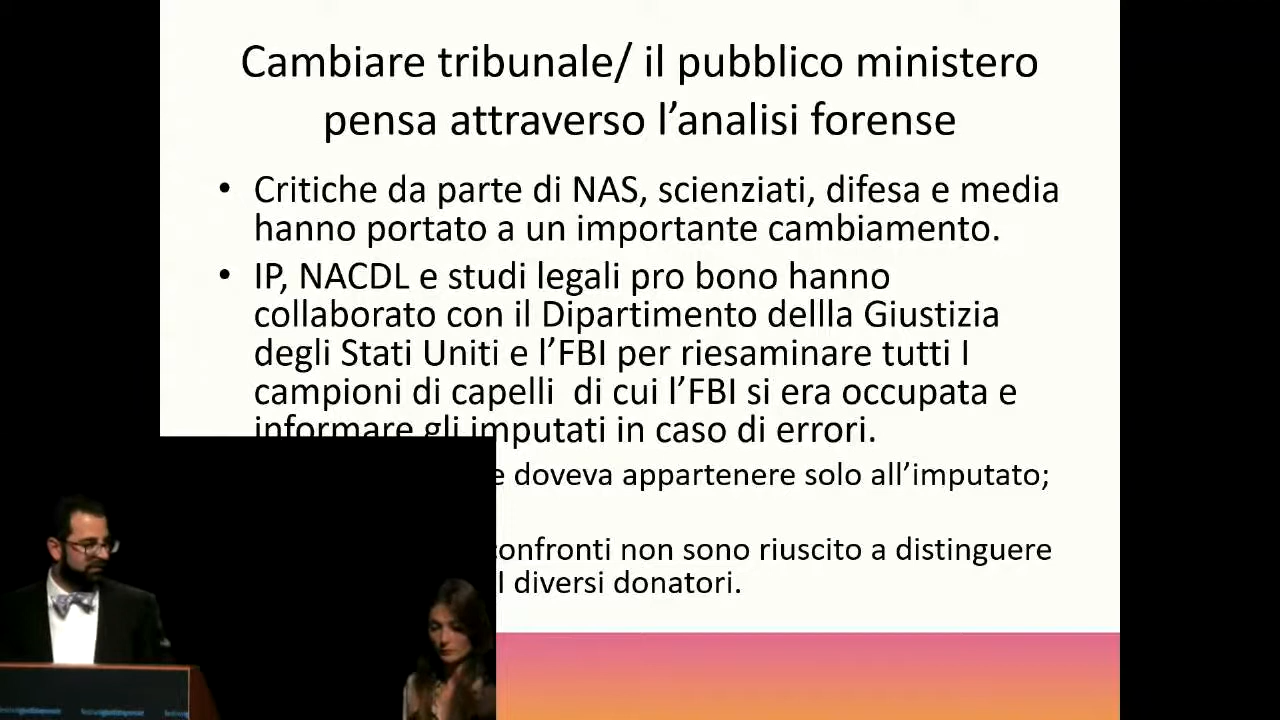 Cambiare tribunale/ il pubblico ministero
pensa attraverso l’analisi forense
• Critiche da parte di NAS, scienziati, difesa e media
hanno portato a un importante cambiamento.
• IP, NACDL e studi legali pro bono hanno
collaborato con il Dipartimento dellla Giustizia
degli Stati Uniti e l’FBI per riesaminare tutti I
campioni di capelli di cui l’FBI si era occupata e
informare gli imputati in caso di errori.
doveva appartenere solo all’imputato;
confronti non sono riuscito a distinguere
I diversi donatori.